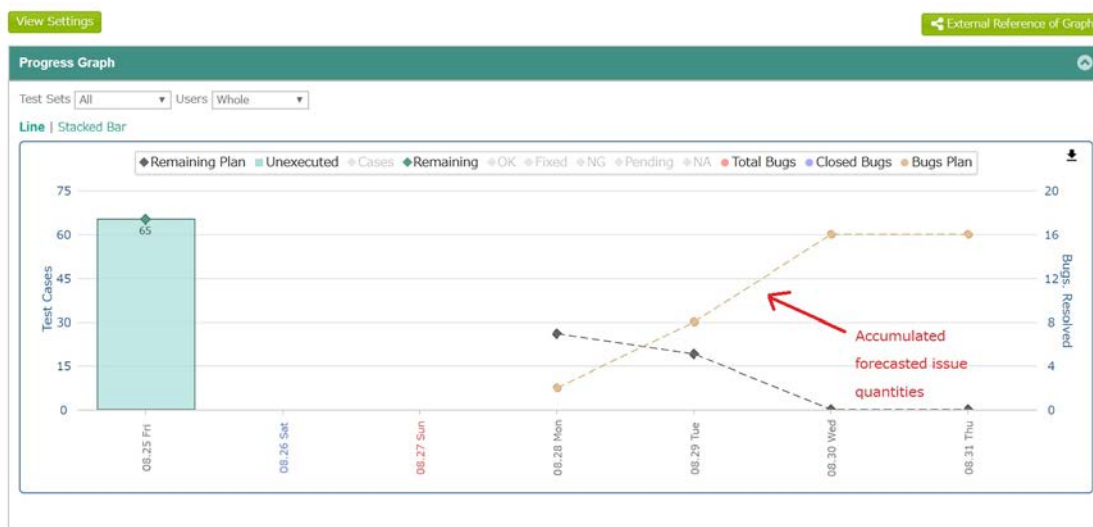 View Settings
External Reference of Graph
Progress Graph
Test Sets All Users Whole
Line | Stacked Bar
Remaining Plan Unexecuted Cases Remaining OK Fixed NG Pending NA Total Bugs Closed Bugs Bugs Plan
75 20
65
60 16
45 12
30 8
15 4
0 0
Test Cases
Bugs. Resolved
Accumulated
forecasted issue
quantities
08.25 Fri
08.26 Sat
08.27 Sun
08.28 Mon
08.29 Tue
08.30 Wed
08.31 Thu